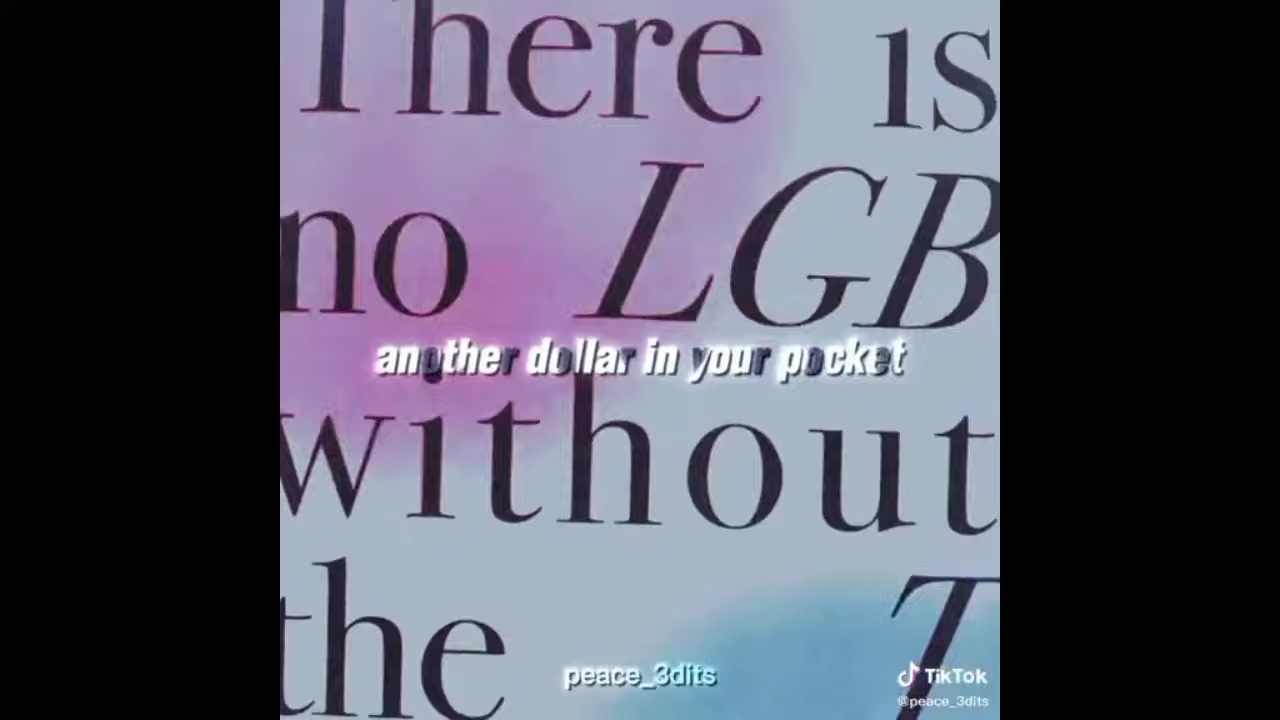 There is
no LGB
another dollar in your pocket
without
the T
peace_3dits
TikTok
@peace_3dits